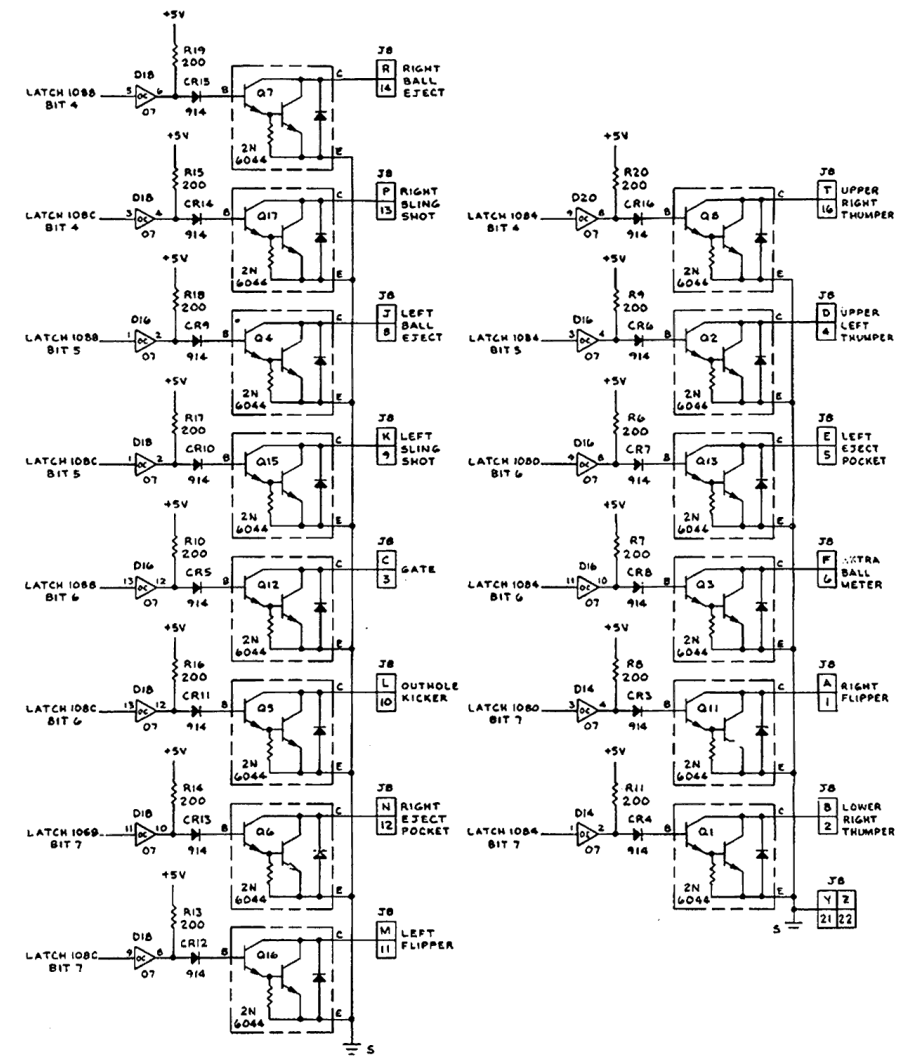 +5V
R19
200
D18
CR15
LATCH 1088
BIT 4
5
6
07
914
B
Q7
C
2N
6044
E
J8
R
14
RIGHT
BALL
EJECT
+5V
R15
200
D18
CR14
LATCH 108C
BIT 4
3
4
07
914
B
Q17
C
2N
6044
E
J8
P
13
RIGHT
SLING
SHOT
+5V
R18
200
D16
CR9
LATCH 1088
BIT 5
1
2
07
914
B
Q4
C
2N
6044
E
J8
J
8
LEFT
BALL
EJECT
+5V
R17
200
D18
CR10
LATCH 108C
BIT 5
1
2
07
914
B
Q15
C
2N
6044
E
J8
K
9
LEFT
SLING
SHOT
+5V
R10
200
D16
CR5
LATCH 1088
BIT 6
13
12
07
914
B
Q12
C
2N
6044
E
J8
C
3
GATE
+5V
R16
200
D18
CR11
LATCH 108C
BIT 6
13
12
07
914
B
Q5
C
2N
6044
E
J8
L
10
OUTHOLE
KICKER
+5V
R14
200
D18
CR13
LATCH
BIT 7
11
10
07
914
B
Q6
C
2N
6044
E
J8
N
12
RIGHT
EJECT
POCKET
+5V
R13
200
D18
CR12
LATCH 108C
BIT 7
9
8
07
914
B
Q16
C
2N
6044
E
J8
M
11
LEFT
FLIPPER
S
+5V
R20
200
D20
CR16
LATCH 1084
BIT 4
9
8
07
914
B
Q8
C
2N
6044
E
J8
T
16
UPPER
RIGHT
THUMPER
+5V
R9
200
D16
CR6
LATCH 1084
BIT 5
3
4
07
914
B
Q2
C
2N
6044
E
J8
D
4
UPPER
LEFT
THUMPER
+5V
R6
200
D16
CR7
LATCH 1080
BIT 6
9
8
07
914
B
Q13
C
2N
6044
E
J8
E
5
LEFT
EJECT
POCKET
+5V
R7
200
D16
CR8
LATCH 1084
BIT 6
11
10
07
914
B
Q3
C
2N
6044
E
J8
F
6
BALL
METER
+5V
R8
200
D14
CR3
LATCH 1080
BIT 7
3
4
07
914
B
Q11
C
2N
6044
E
J8
A
1
RIGHT
FLIPPER
+5V
R11
200
D14
CR4
LATCH 1084
BIT 7
1
2
07
914
B
Q1
C
2N
6044
E
J8
B
2
LOWER
RIGHT
THUMPER
J8
Y Z
21 22
S